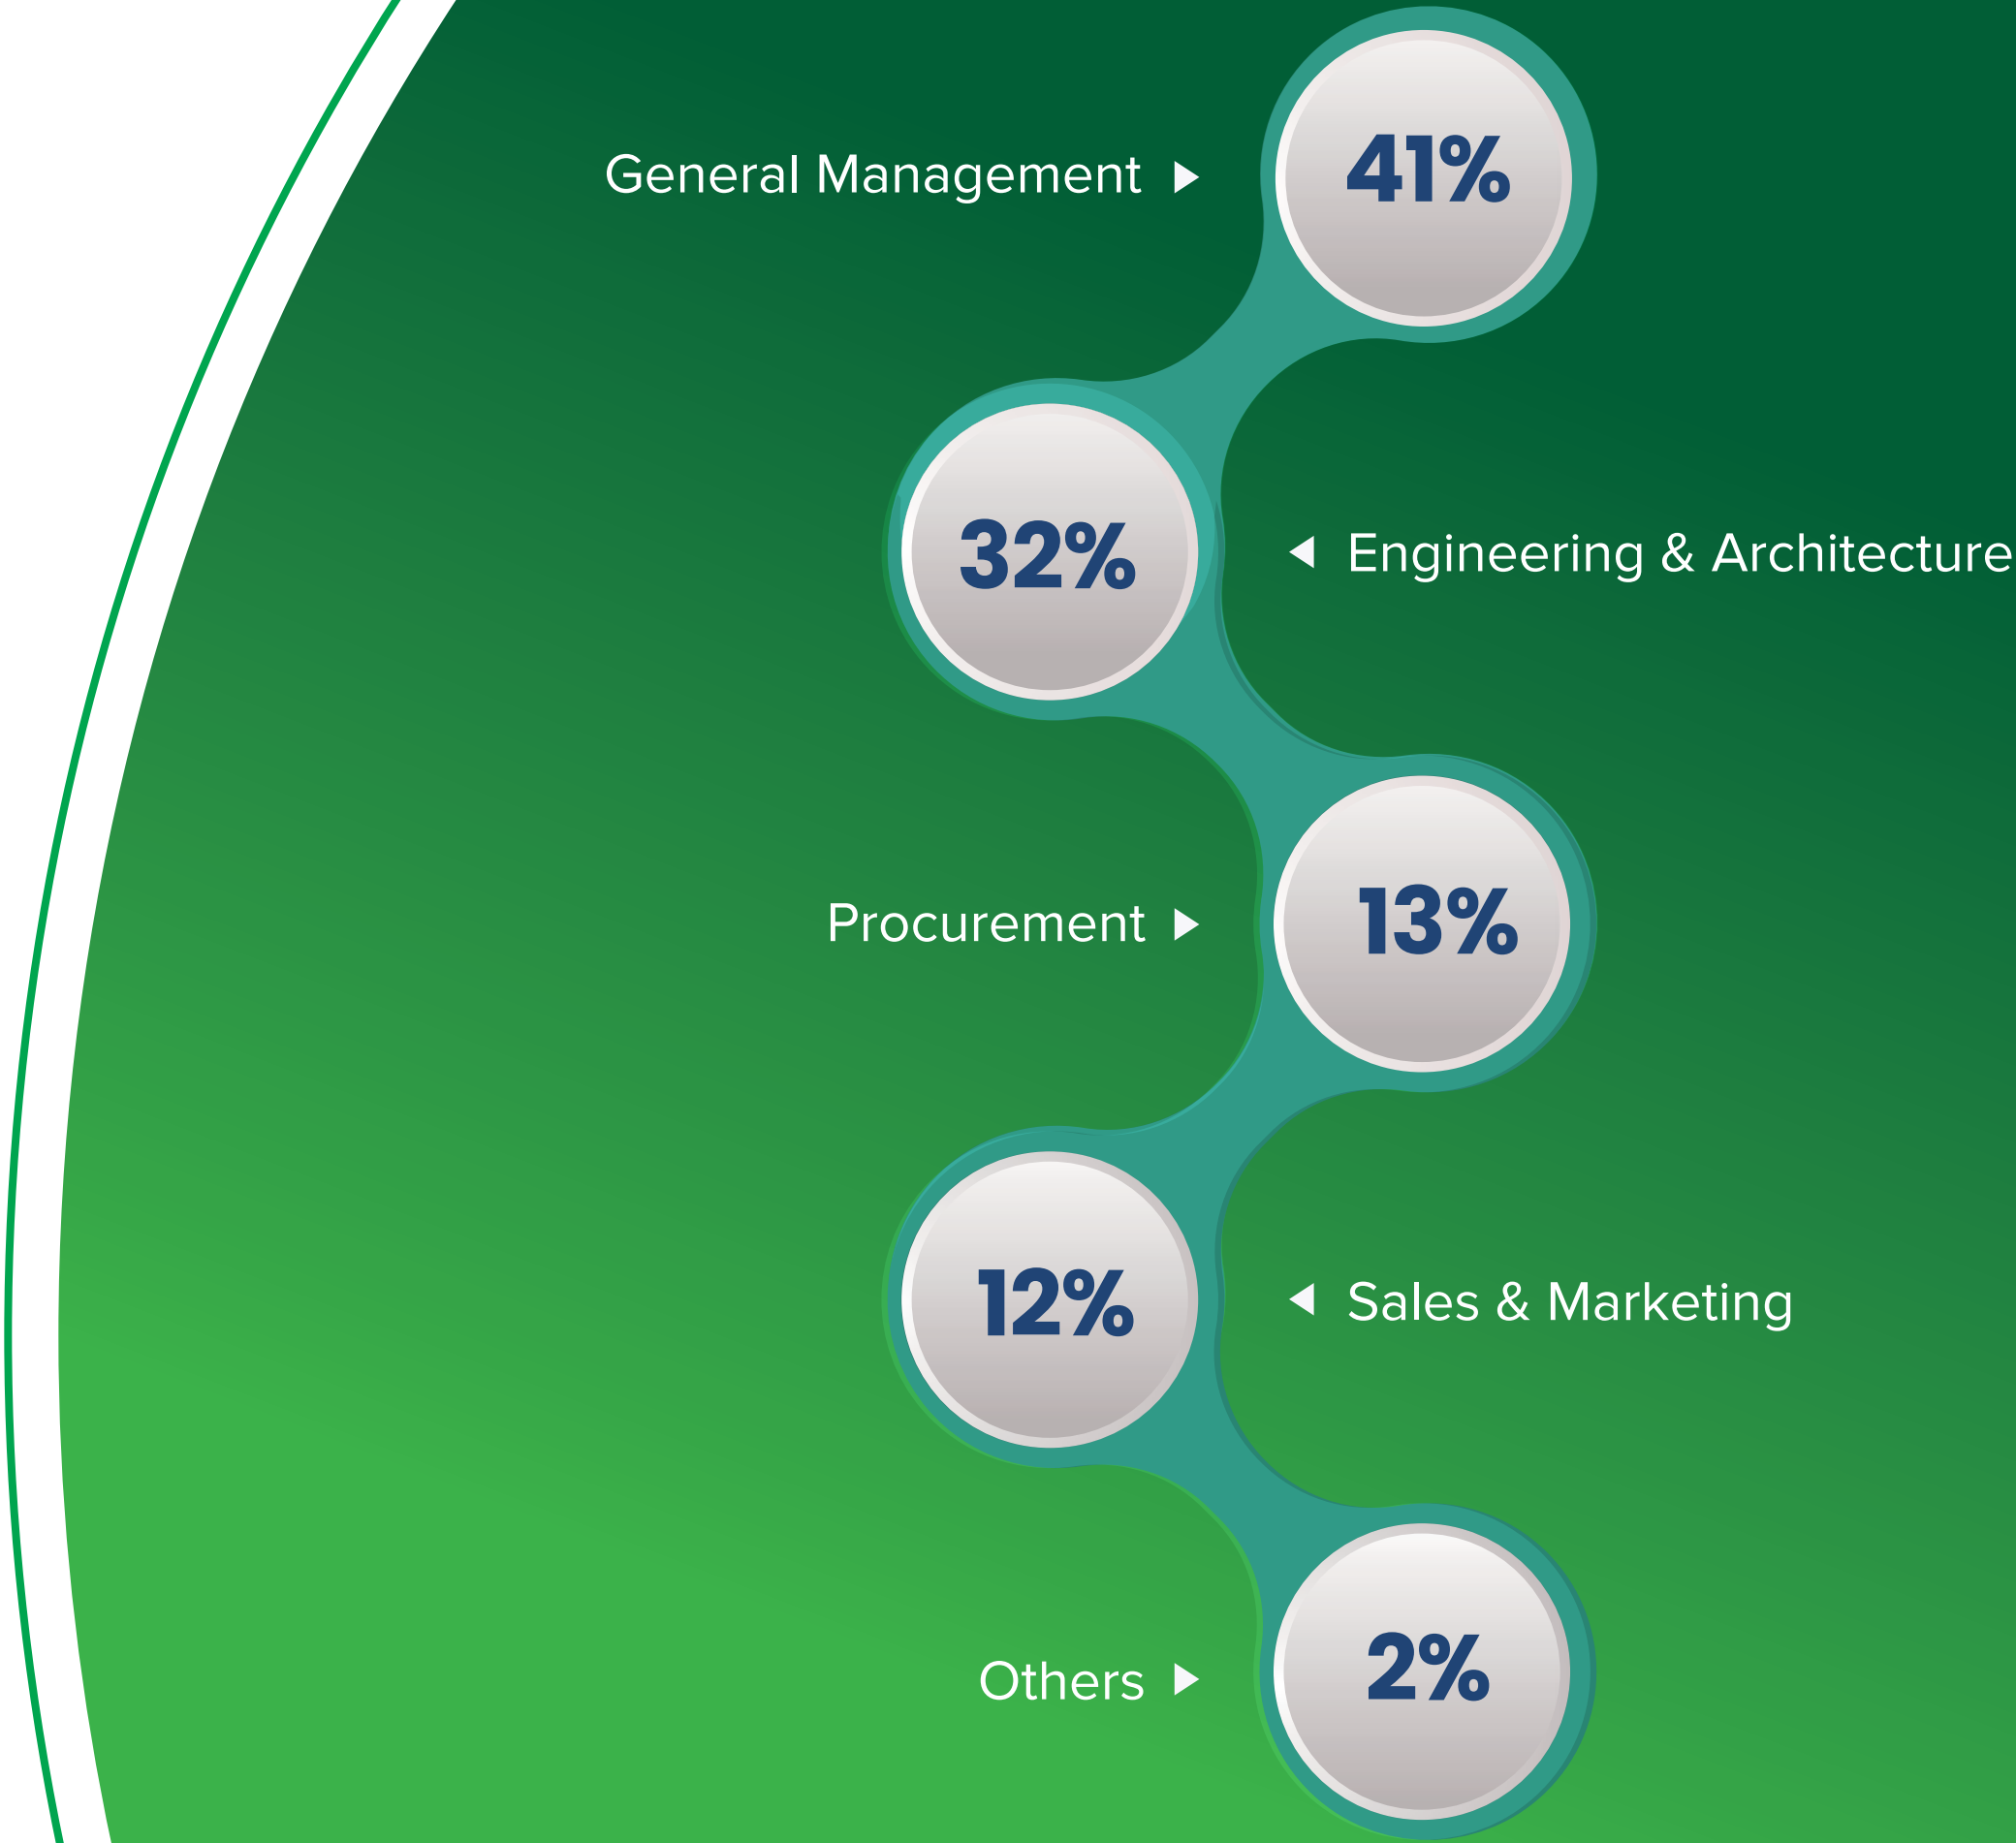 General Management
41%
32%
Engineering & Architecture
Procurement
13%
12%
Sales & Marketing
Others
2%